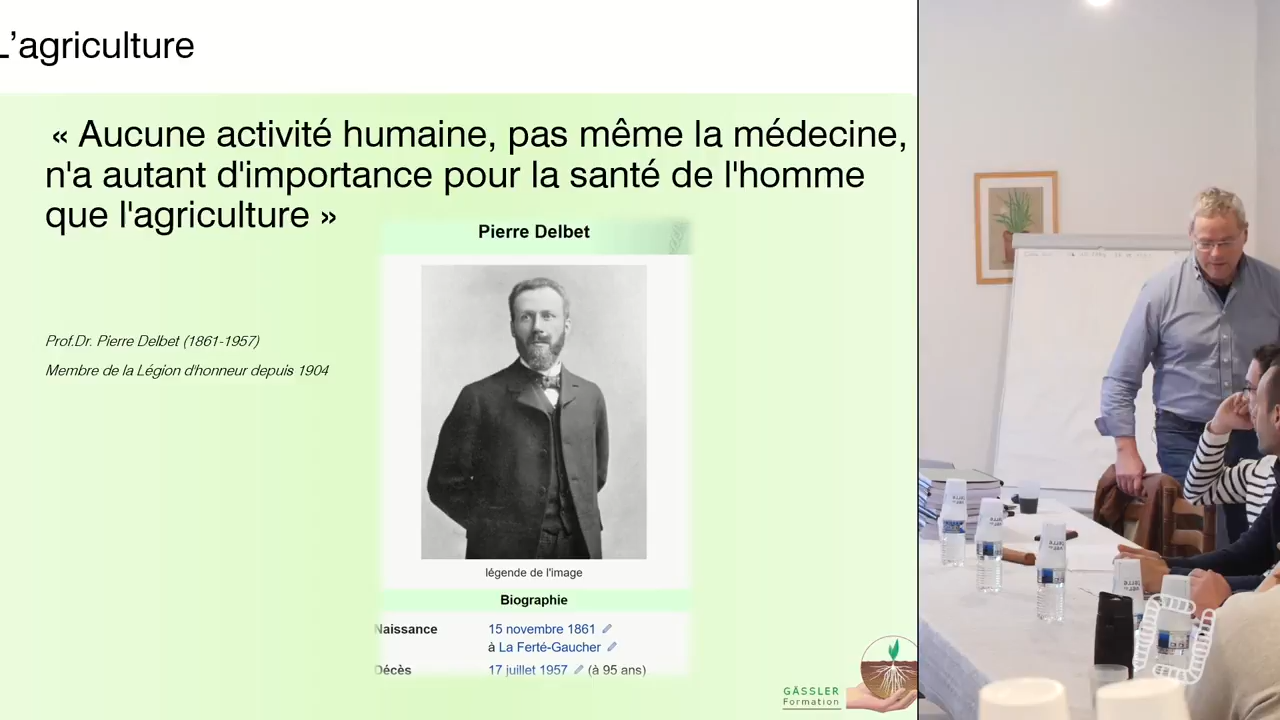 L'agriculture
« Aucune activité humaine, pas même la médecine,
n'a autant d'importance pour la santé de l'homme
que l'agriculture »
Pierre Delbet
Prof.Dr. Pierre Delbet (1861-1957)
Membre de la Légion d'honneur depuis 1904
légende de l'image
Biographie
Naissance 15 novembre 1861
à La Ferté-Gaucher
Décès 17 juillet 1957 (à 95 ans)
GÄSSLER
Formation